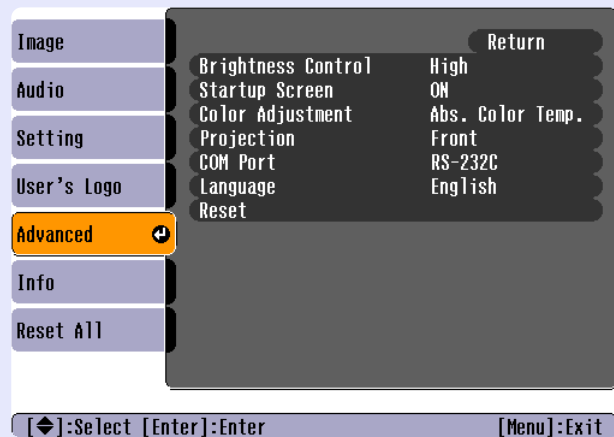 Image
Audio
Setting
User's Logo
Advanced
Info
Reset All
Return
Brightness Control High
Startup Screen ON
Color Adjustment Abs. Color Temp.
Projection Front
COM Port RS-232C
Language English
Reset
[◆]:Select [Enter]:Enter [Menu]:Exit